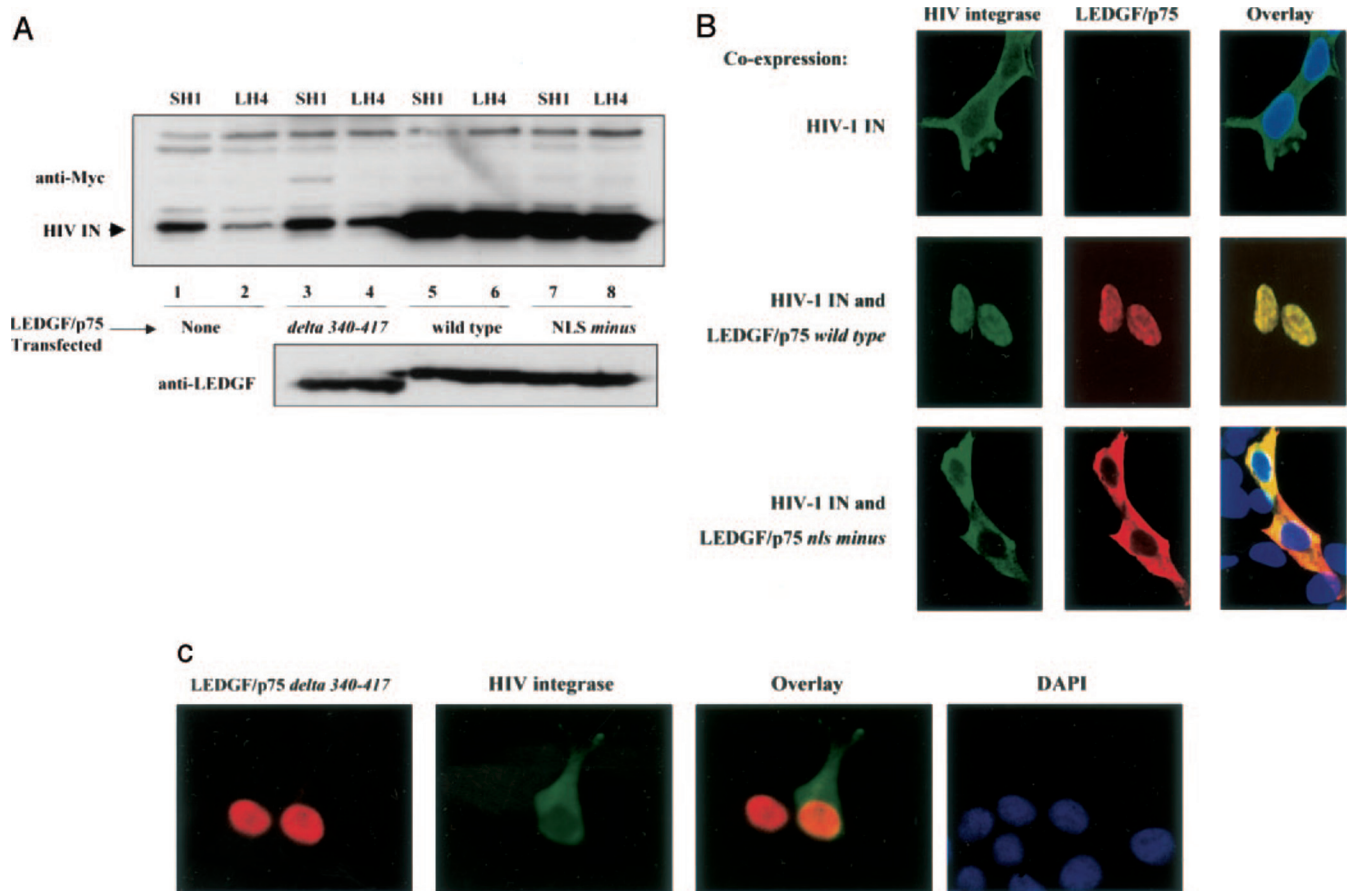 A
SH1 LH4 SH1 LH4 SH1 LH4 SH1 LH4
anti-Myc
HIV IN
1 2 3 4 5 6 7 8
LEDGF/p75
Transfected
None delta 340-417 wild type NLS minus
anti-LEDGF
B
HIV integrase LEDGF/p75 Overlay
Co-expression:
HIV-1 IN
HIV-1 IN and
LEDGF/p75 wild type
HIV-1 IN and
LEDGF/p75 nls minus
C
LEDGF/p75 delta 340-417 HIV integrase Overlay DAPI